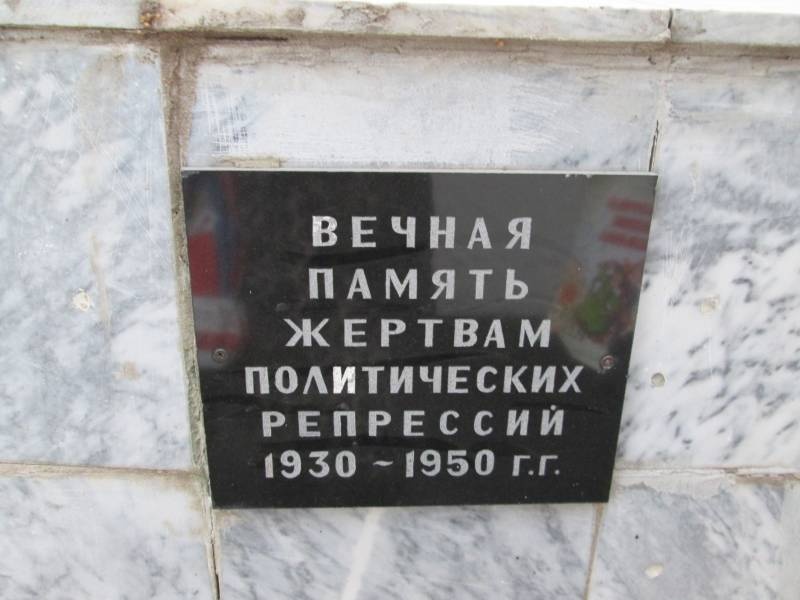 ВЕЧНАЯ
ПАМЯТЬ
ЖЕРТВАМ
ПОЛИТИЧЕСКИХ
РЕПРЕССИЙ
1930 ~ 1950 Г.Г.